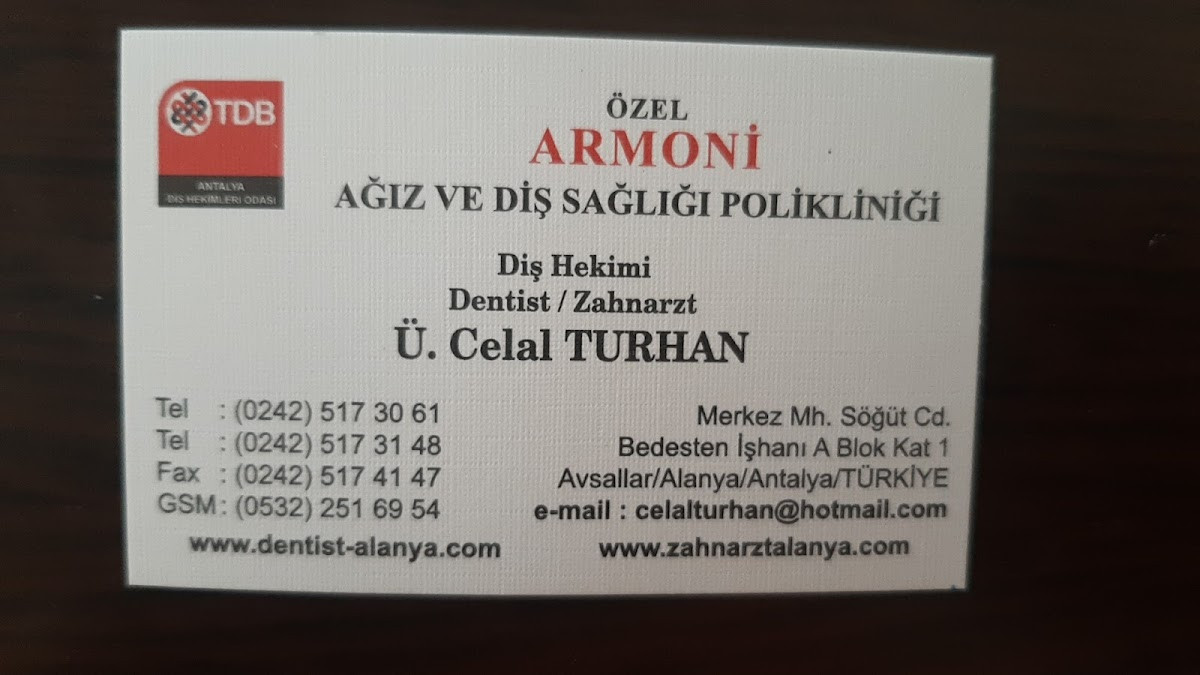 TDB
ANTALYA
DİŞ HEKİMLERİ ODASI
ÖZEL
ARMONİ
AĞIZ VE DİŞ SAĞLIĞI POLİKLİNİĞİ
Diş Hekimi
Dentist / Zahnarzt
Ü. Celal TURHAN
Tel : (0242) 517 30 61
Tel : (0242) 517 31 48
Fax : (0242) 517 41 47
GSM : (0532) 251 69 54
www.dentist-alanya.com
Merkez Mh. Söğüt Cd.
Bedesten İşhanı A Blok Kat 1
Avsallar/Alanya/Antalya/TÜRKİYE
e-mail : celalturhan@hotmail.com
www.zahnarztalanya.com